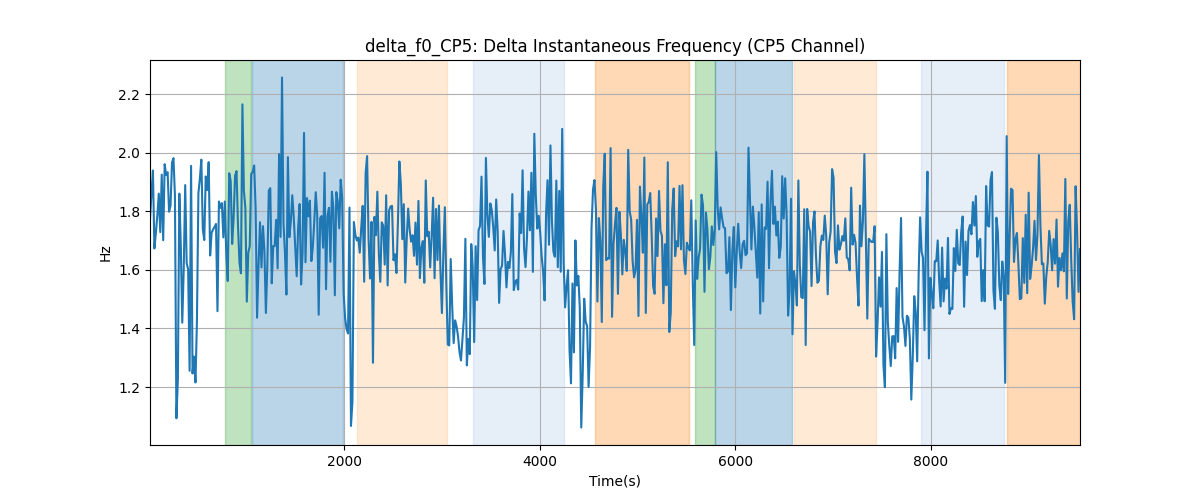 delta_f0_CP5: Delta Instantaneous Frequency (CP5 Channel)
2.2
2.0
1.8
1.6
1.4
1.2
Hz
2000 4000 6000 8000
Time(s)